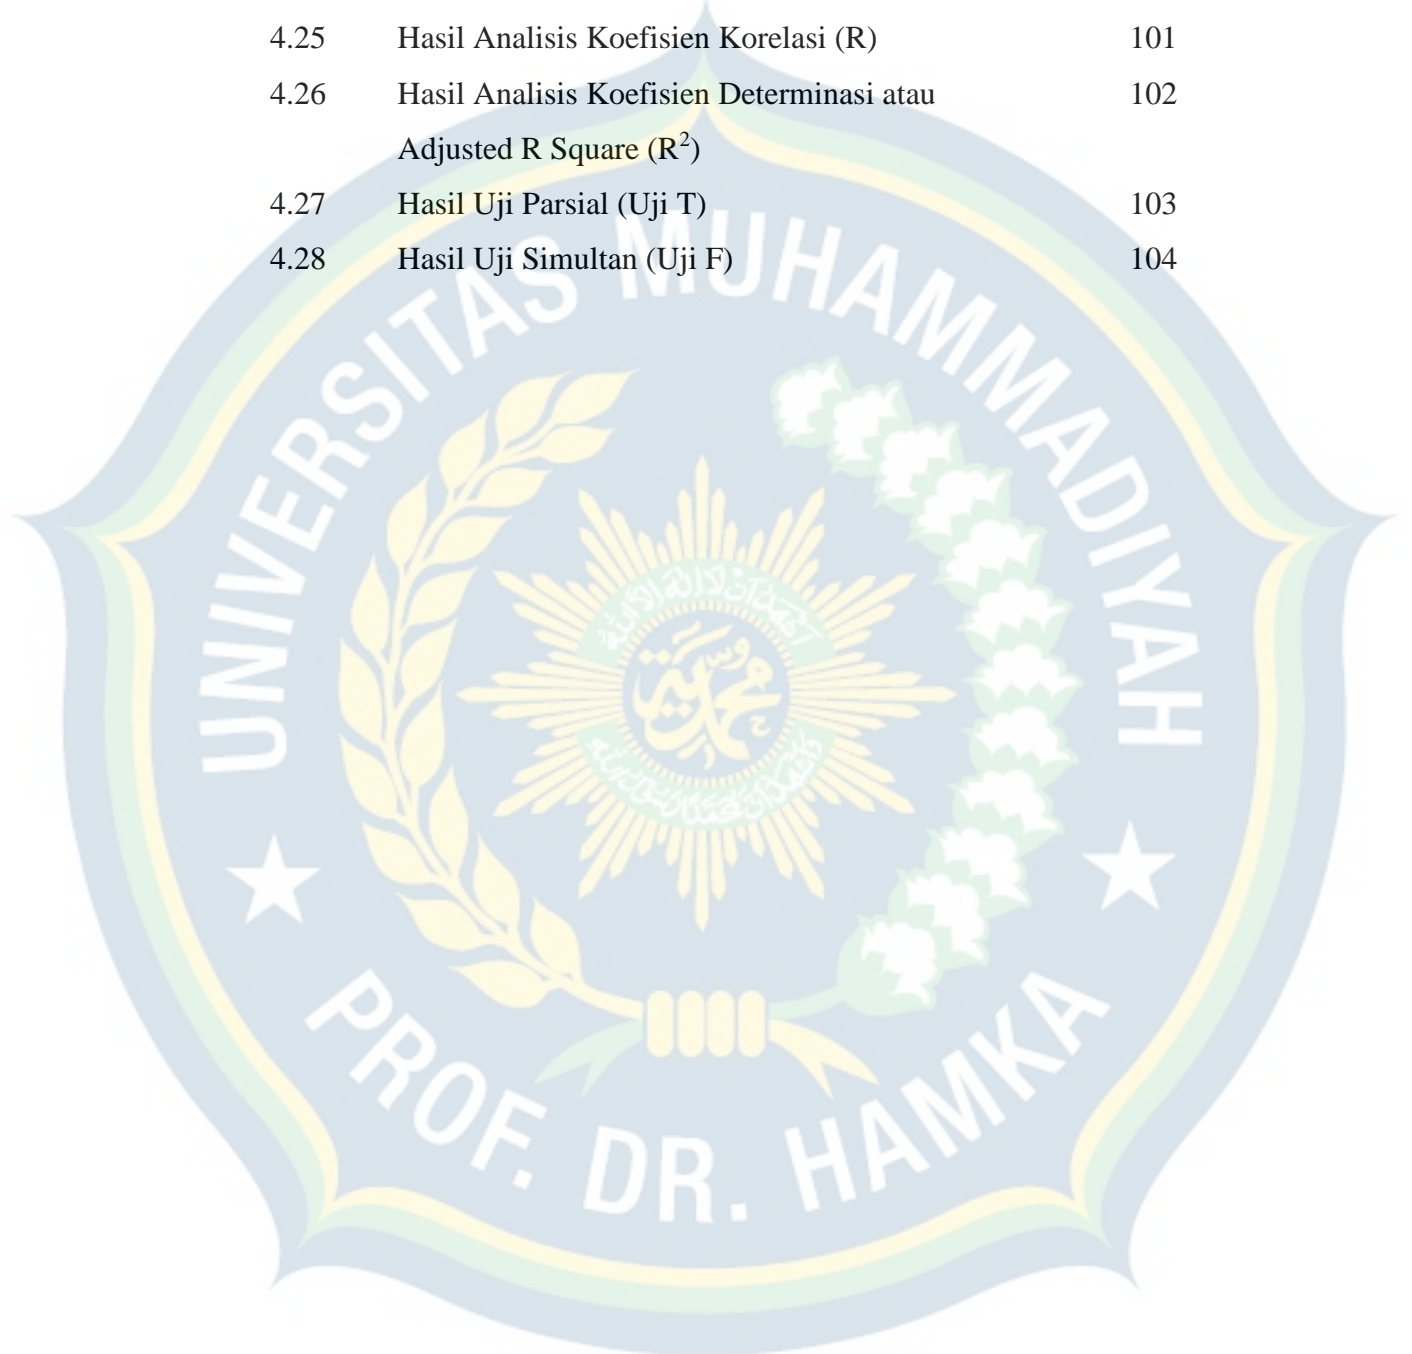 4.25 Hasil Analisis Koefisien Korelasi (R) 101
4.26 Hasil Analisis Koefisien Determinasi atau 102
Adjusted R Square (R²)
4.27 Hasil Uji Parsial (Uji T) 103
4.28 Hasil Uji Simultan (Uji F) 104
UNIVERSITAS MUHAMMADIYAH
محمدية
PROF. DR. HAMKA